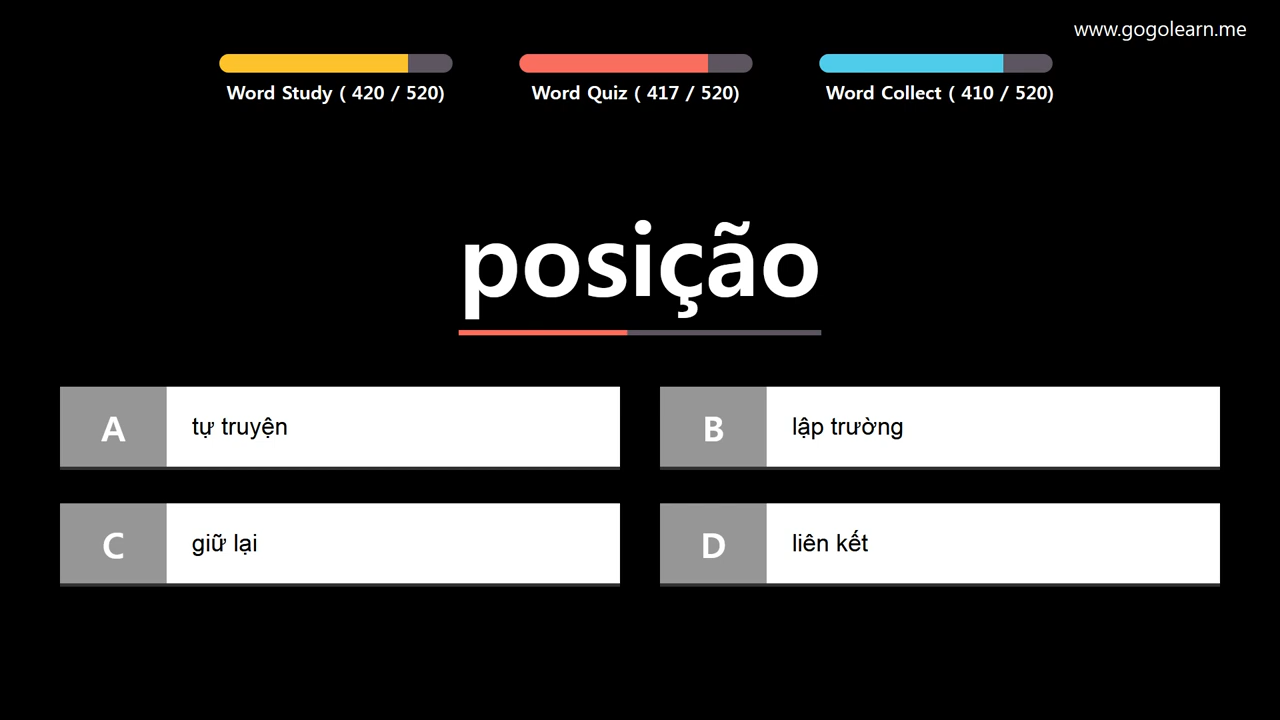 www.gogolearn.me
Word Study ( 420 / 520)
Word Quiz ( 417 / 520)
Word Collect ( 410 / 520)
posição
A
tự truyện
B
lập trường
C
giữ lại
D
liên kết